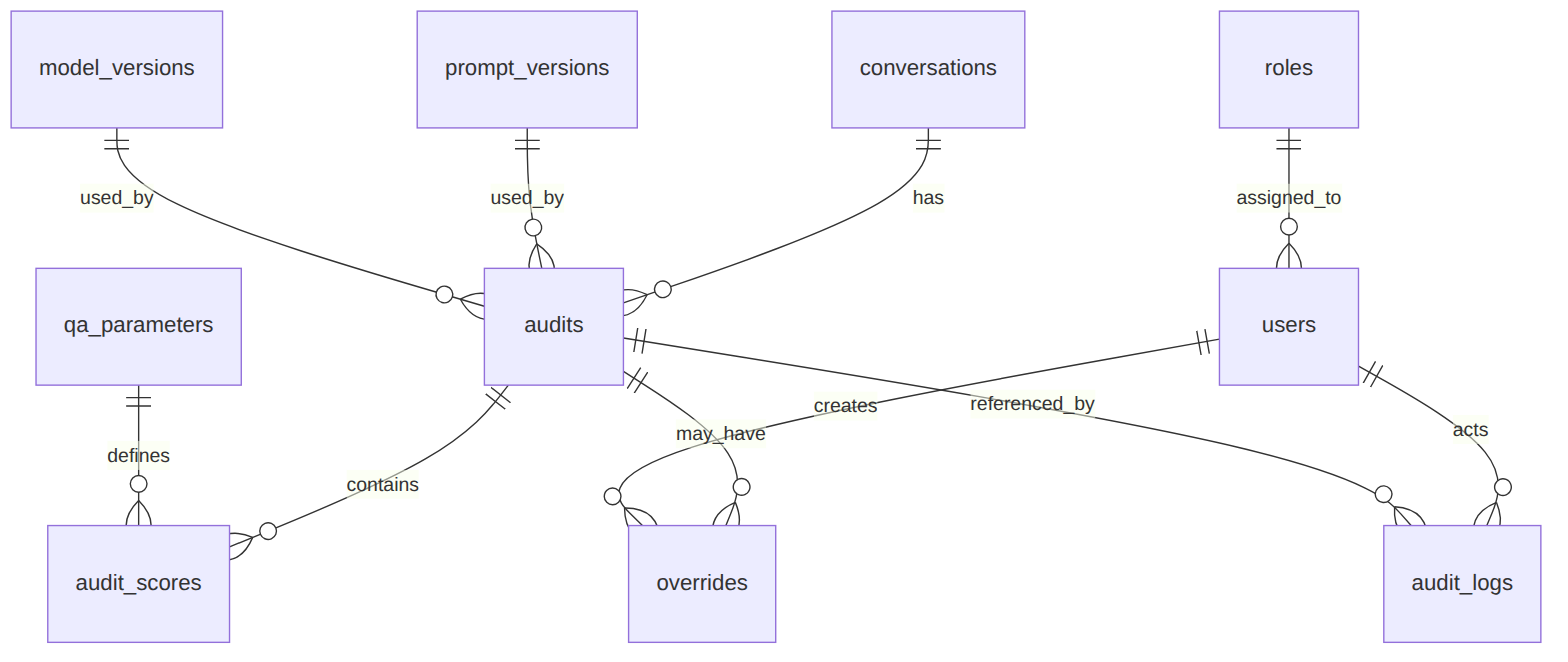 model_versions
prompt_versions
conversations
roles
used_by
used_by
has
assigned_to
qa_parameters
audits
users
creates
referenced_by
may_have
acts
defines
contains
audit_scores
overrides
audit_logs